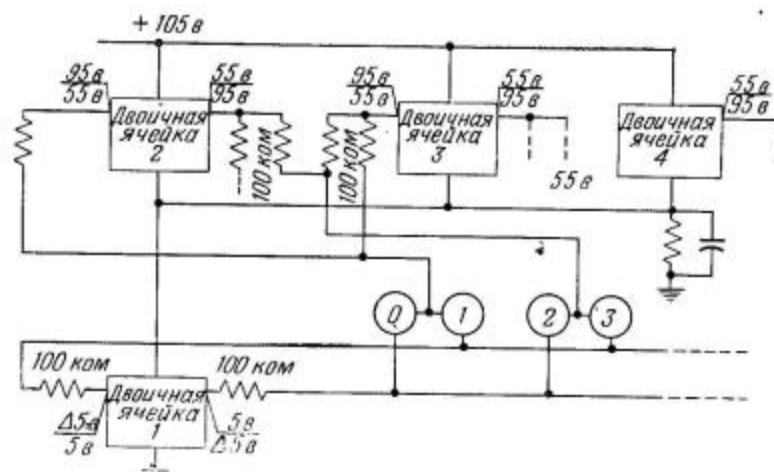 + 105 в
95 в
55 в
Двоичная
ячейка
2
55 в
95 в
100 ком
95 в
55 в
100 ком
Двоичная
ячейка
3
55 в
95 в
55 в
Двоичная
ячейка
4
55 в
95 в
0
1
2
3
100 ком
100 ком
Двоичная
ячейка
1
Δ5 в
5 в
5 в
Δ5 в